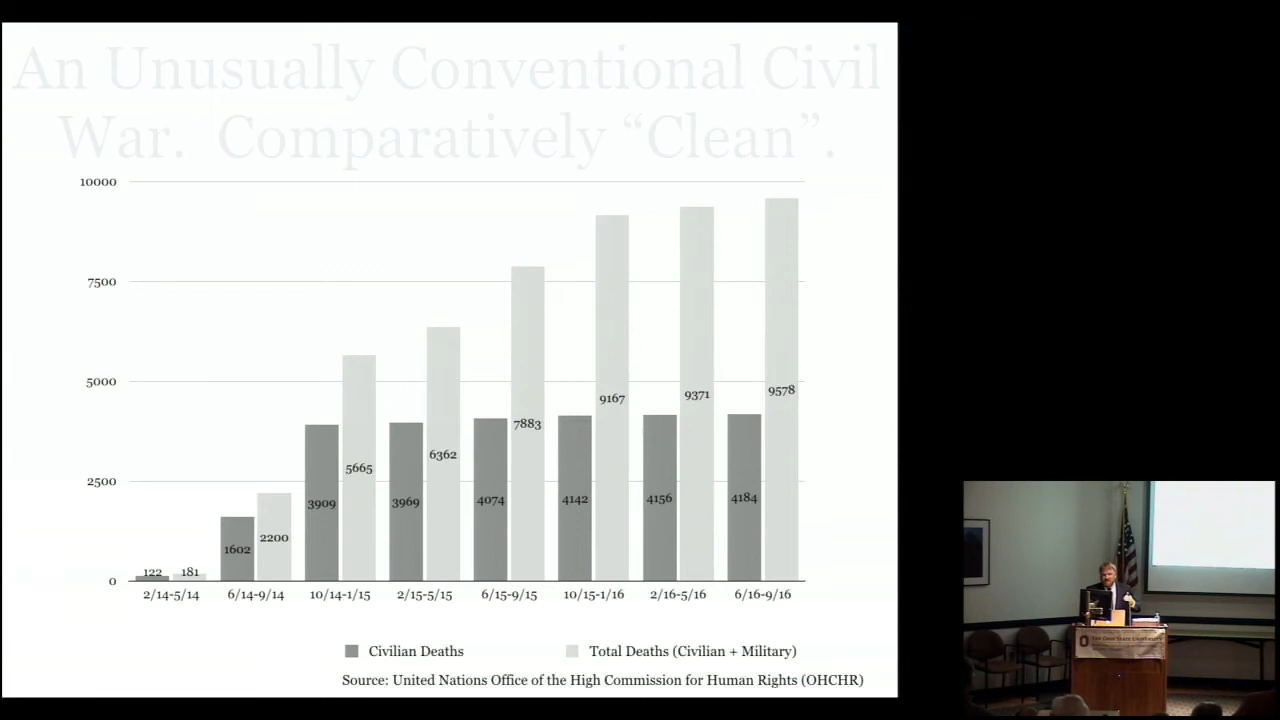 An Unusually Conventional Civil
War. Comparatively “Clean”.
10000
7500
5000
2500
0
122 181
1602 2200
3909 5665
3969 6362
4074 7883
4142 9167
4156 9371
4184 9578
2/14-5/14 6/14-9/14 10/14-1/15 2/15-5/15 6/15-9/15 10/15-1/16 2/16-5/16 6/16-9/16
Civilian Deaths Total Deaths (Civilian + Military)
Source: United Nations Office of the High Commission for Human Rights (OHCHR)
The Ohio State University